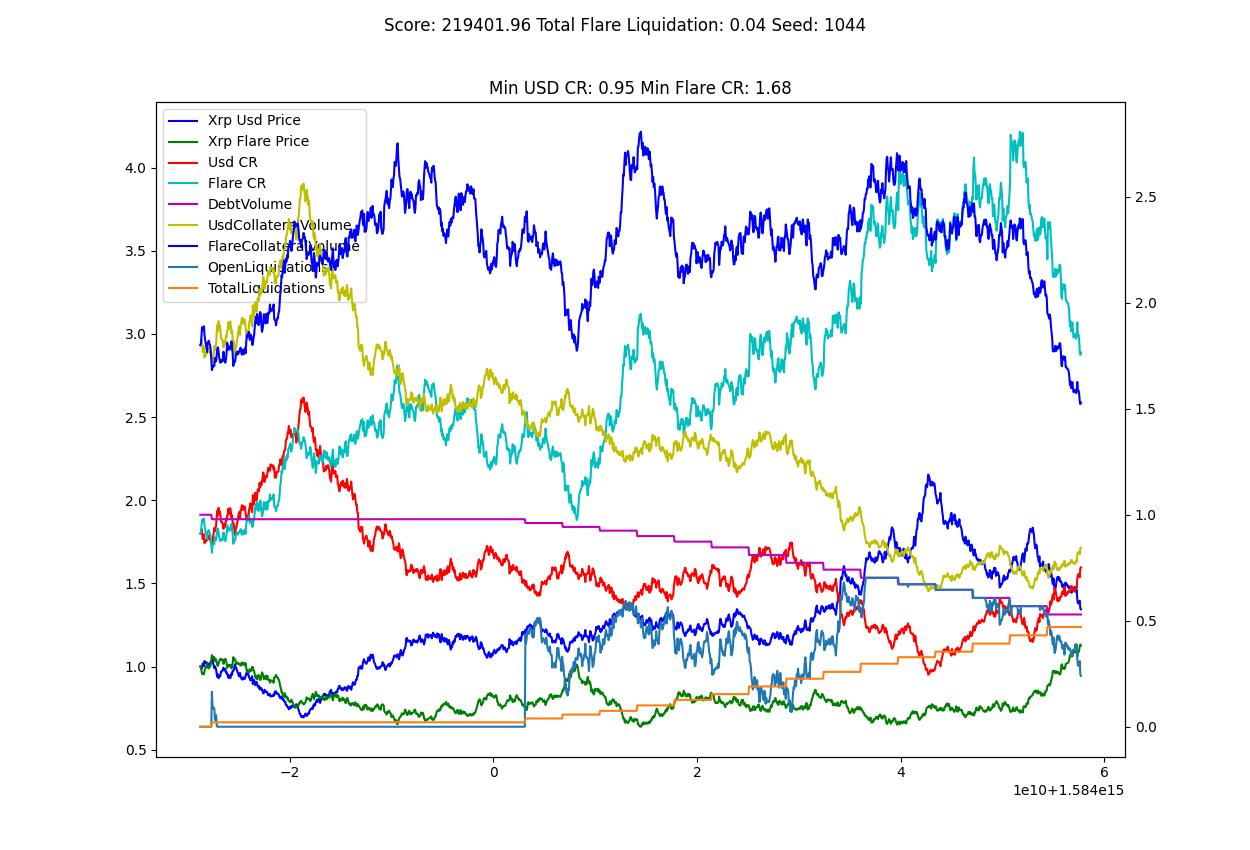 Score: 219401.96 Total Flare Liquidation: 0.04 Seed: 1044
Min USD CR: 0.95 Min Flare CR: 1.68
Xrp Usd Price
Xrp Flare Price
Usd CR
Flare CR
DebtVolume
UsdCollateralVolume
FlareCollateralVolume
OpenLiquidations
TotalLiquidations
4.0
3.5
3.0
2.5
2.0
1.5
1.0
0.5
2.5
2.0
1.5
1.0
0.5
0.0
−2 0 2 4 6
1e10+1.584e15